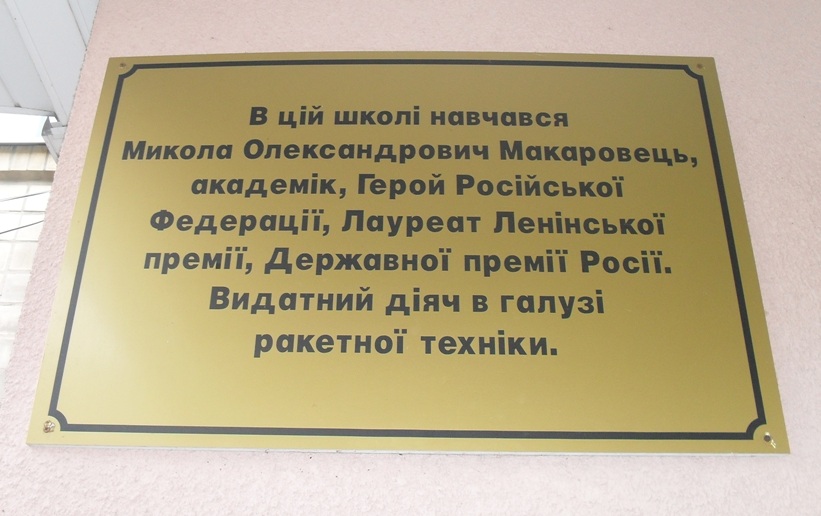 В цій школі навчався
Микола Олександрович Макаровець,
академік, Герой Російської
Федерації, Лауреат Ленінської
премії, Державної премії Росії.
Видатний діяч в галузі
ракетної техніки.